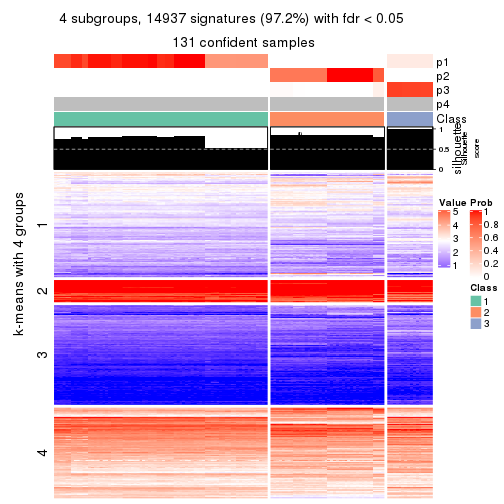 4 subgroups, 14937 signatures (97.2%) with fdr < 0.05
131 confident samples
p1
p2
p3
p4
Class
1
0.5
0
silhouette
Silhouette
score
k-means with 4 groups
1
2
3
4
Value
5
4
3
2
1
Prob
1
0.8
0.6
0.4
0.2
0
Class
1
2
3